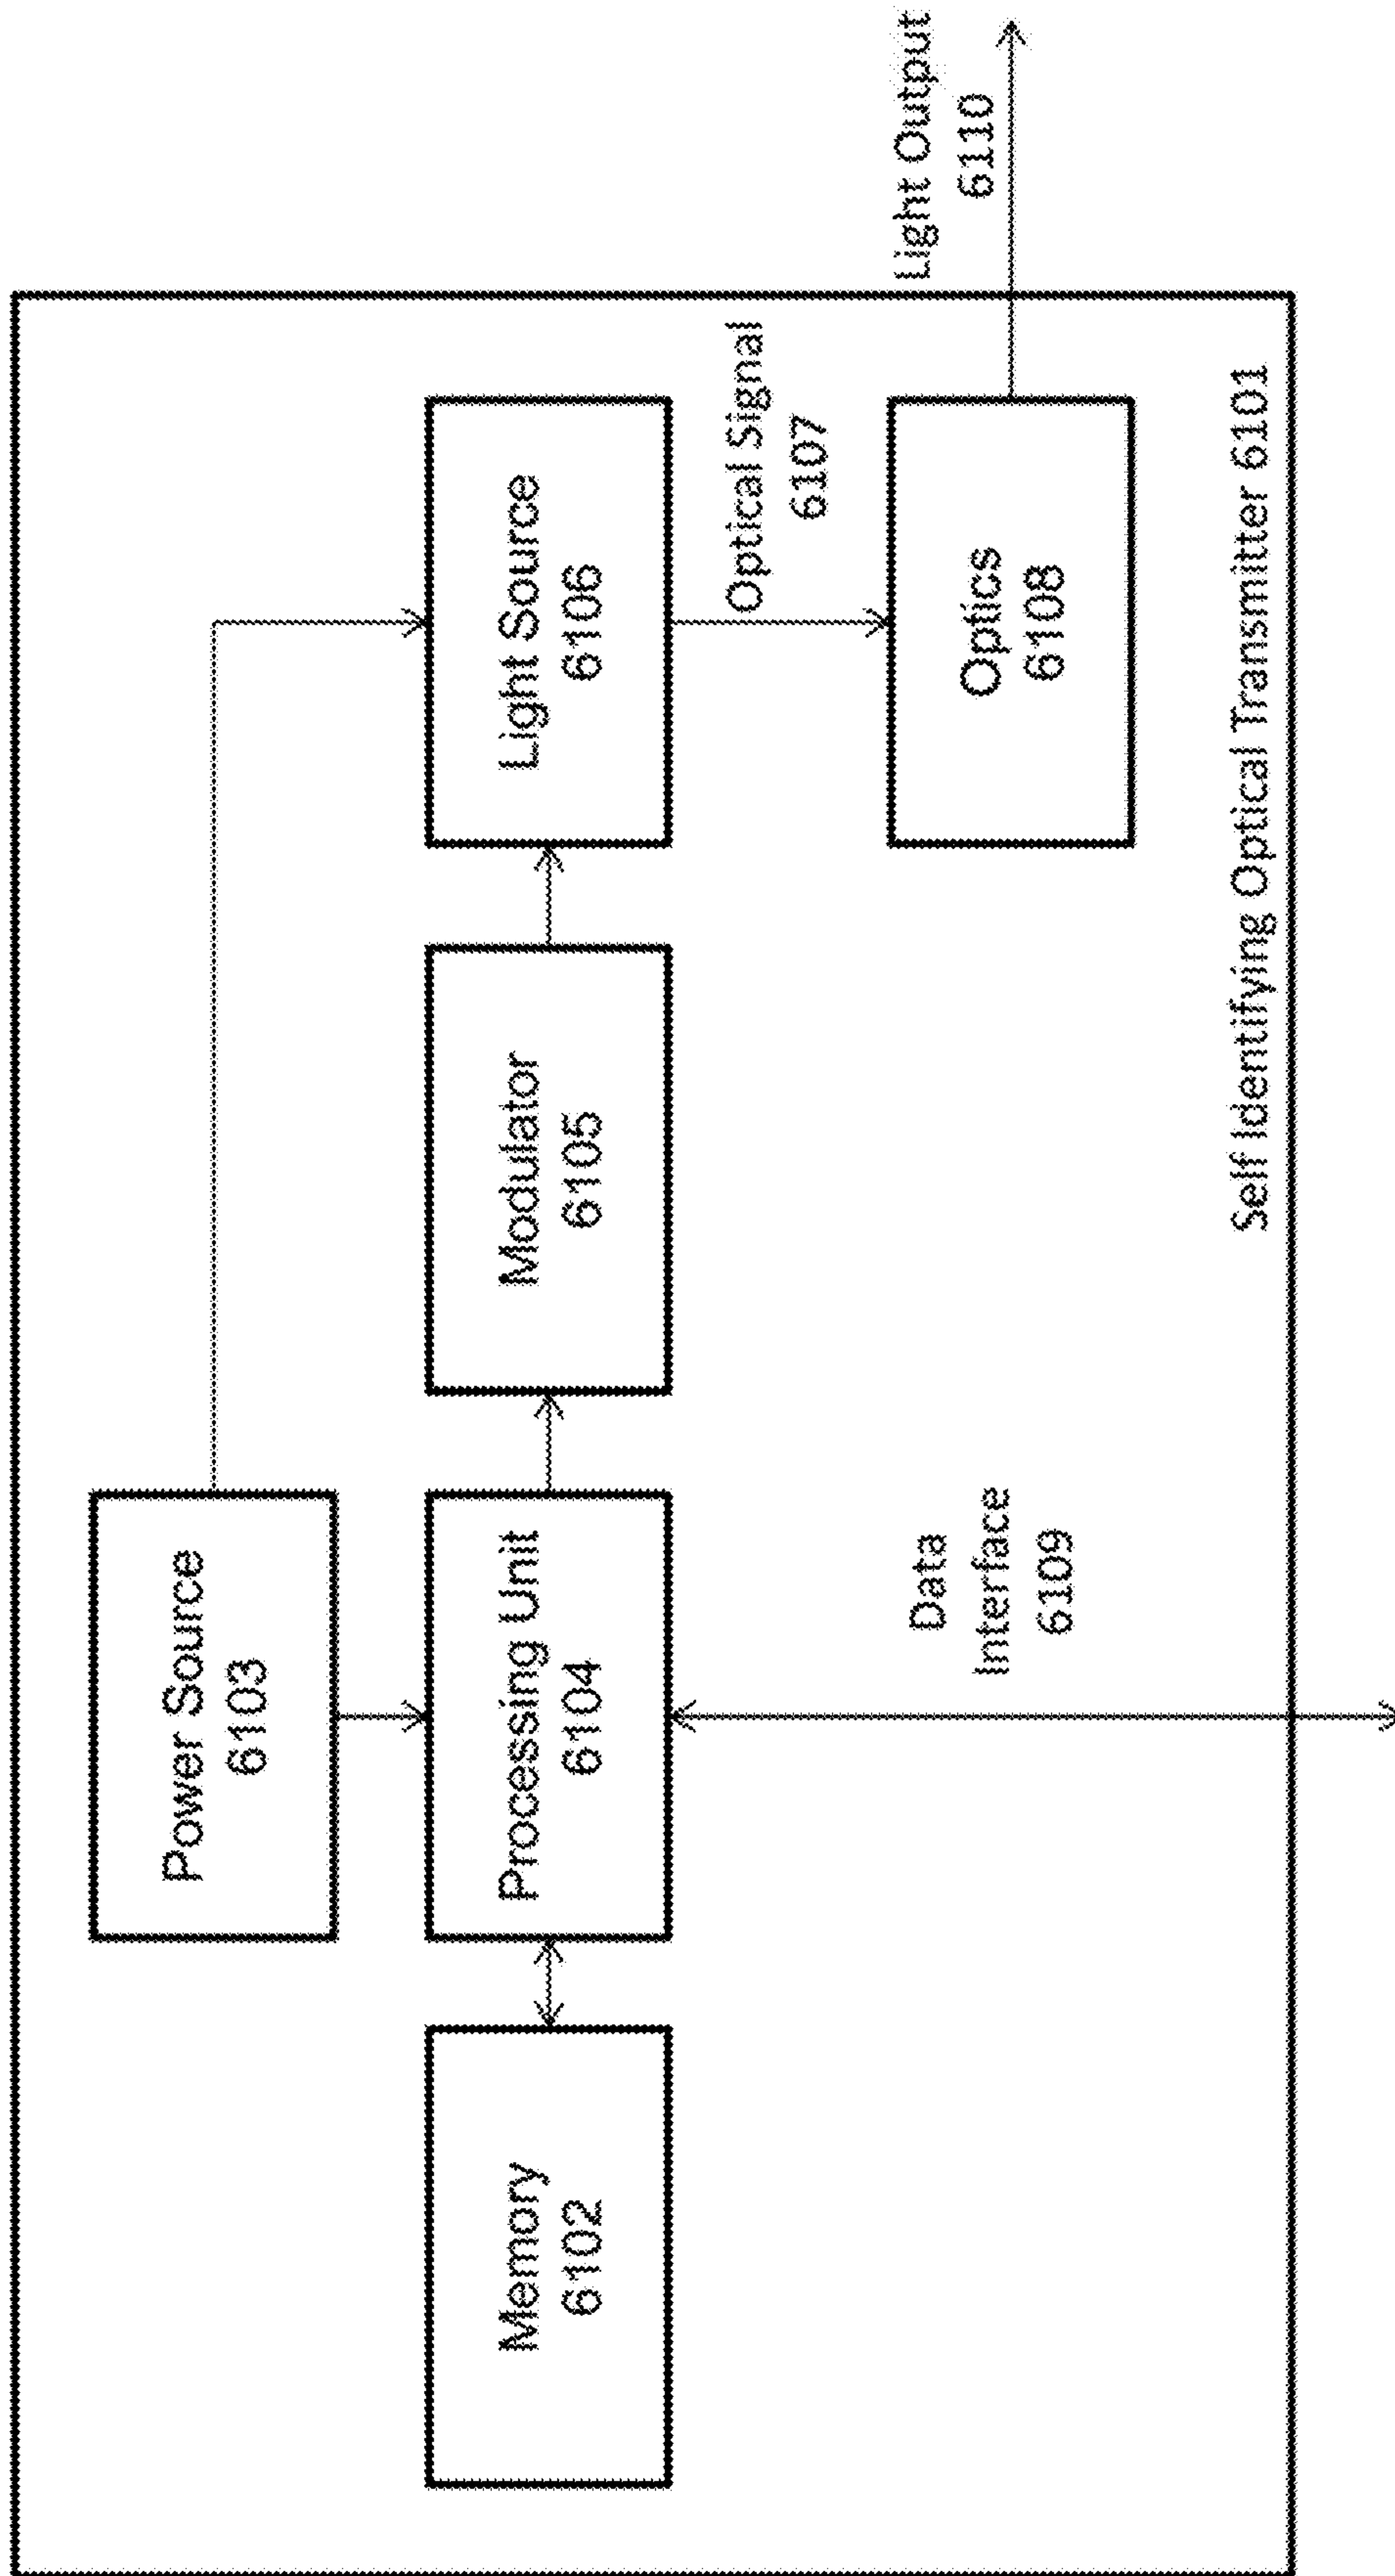 Power Source
6103
Memory
6102
Processing Unit
6104
Modulator
6105
Light Source
6106
Optical Signal
6107
Data
Interface
6109
Optics
6108
Light Output
6110
Self Identifying Optical Transmitter 6101